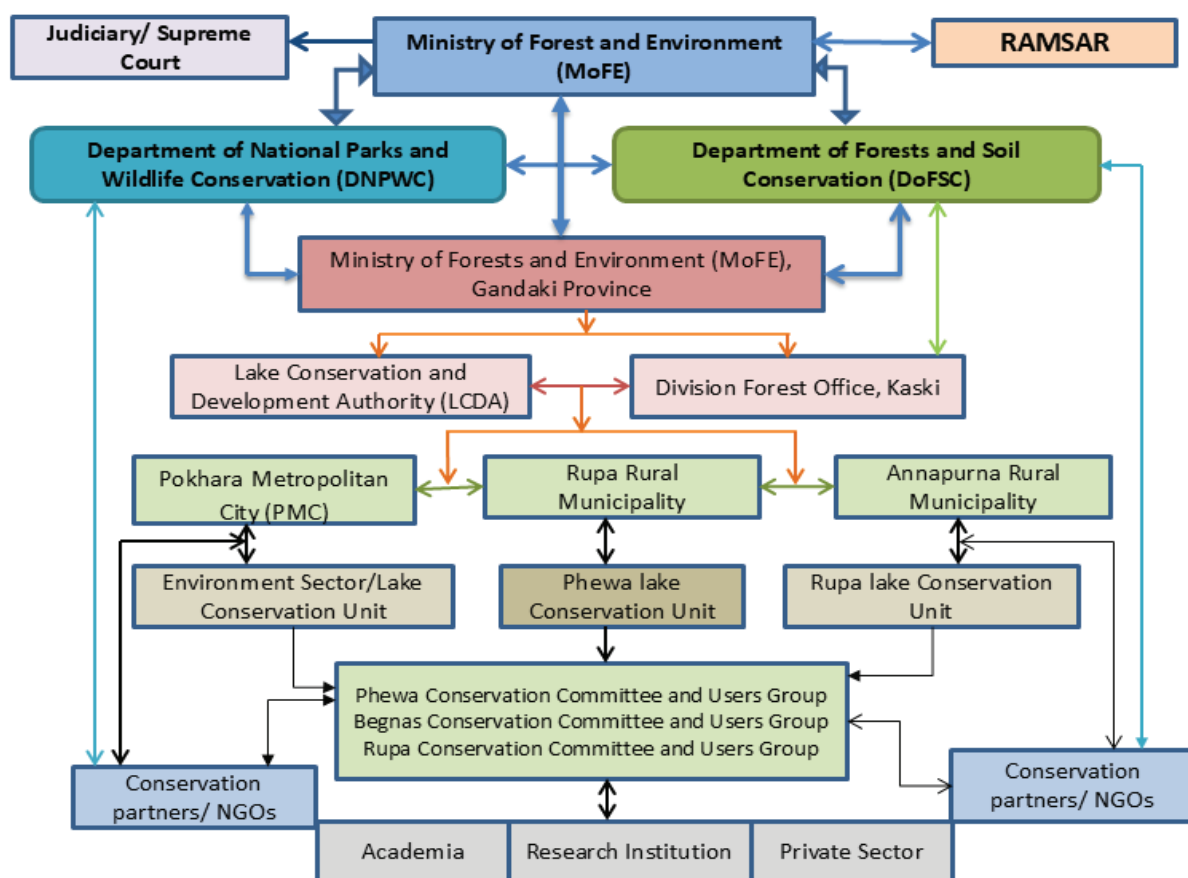 Judiciary/ Supreme
Court
Ministry of Forest and Environment
(MoFE)
RAMSAR
Department of National Parks and
Wildlife Conservation (DNPWC)
Department of Forests and Soil
Conservation (DoFSC)
Ministry of Forests and Environment (MoFE),
Gandaki Province
Lake Conservation and
Development Authority (LCDA)
Division Forest Office, Kaski
Pokhara Metropolitan
City (PMC)
Rupa Rural
Municipality
Annapurna Rural
Municipality
Environment Sector/Lake
Conservation Unit
Phewa lake
Conservation Unit
Rupa lake Conservation
Unit
Phewa Conservation Committee and Users Group
Begnas Conservation Committee and Users Group
Rupa Conservation Committee and Users Group
Conservation
partners/ NGOs
Conservation
partners/ NGOs
Academia
Research Institution
Private Sector